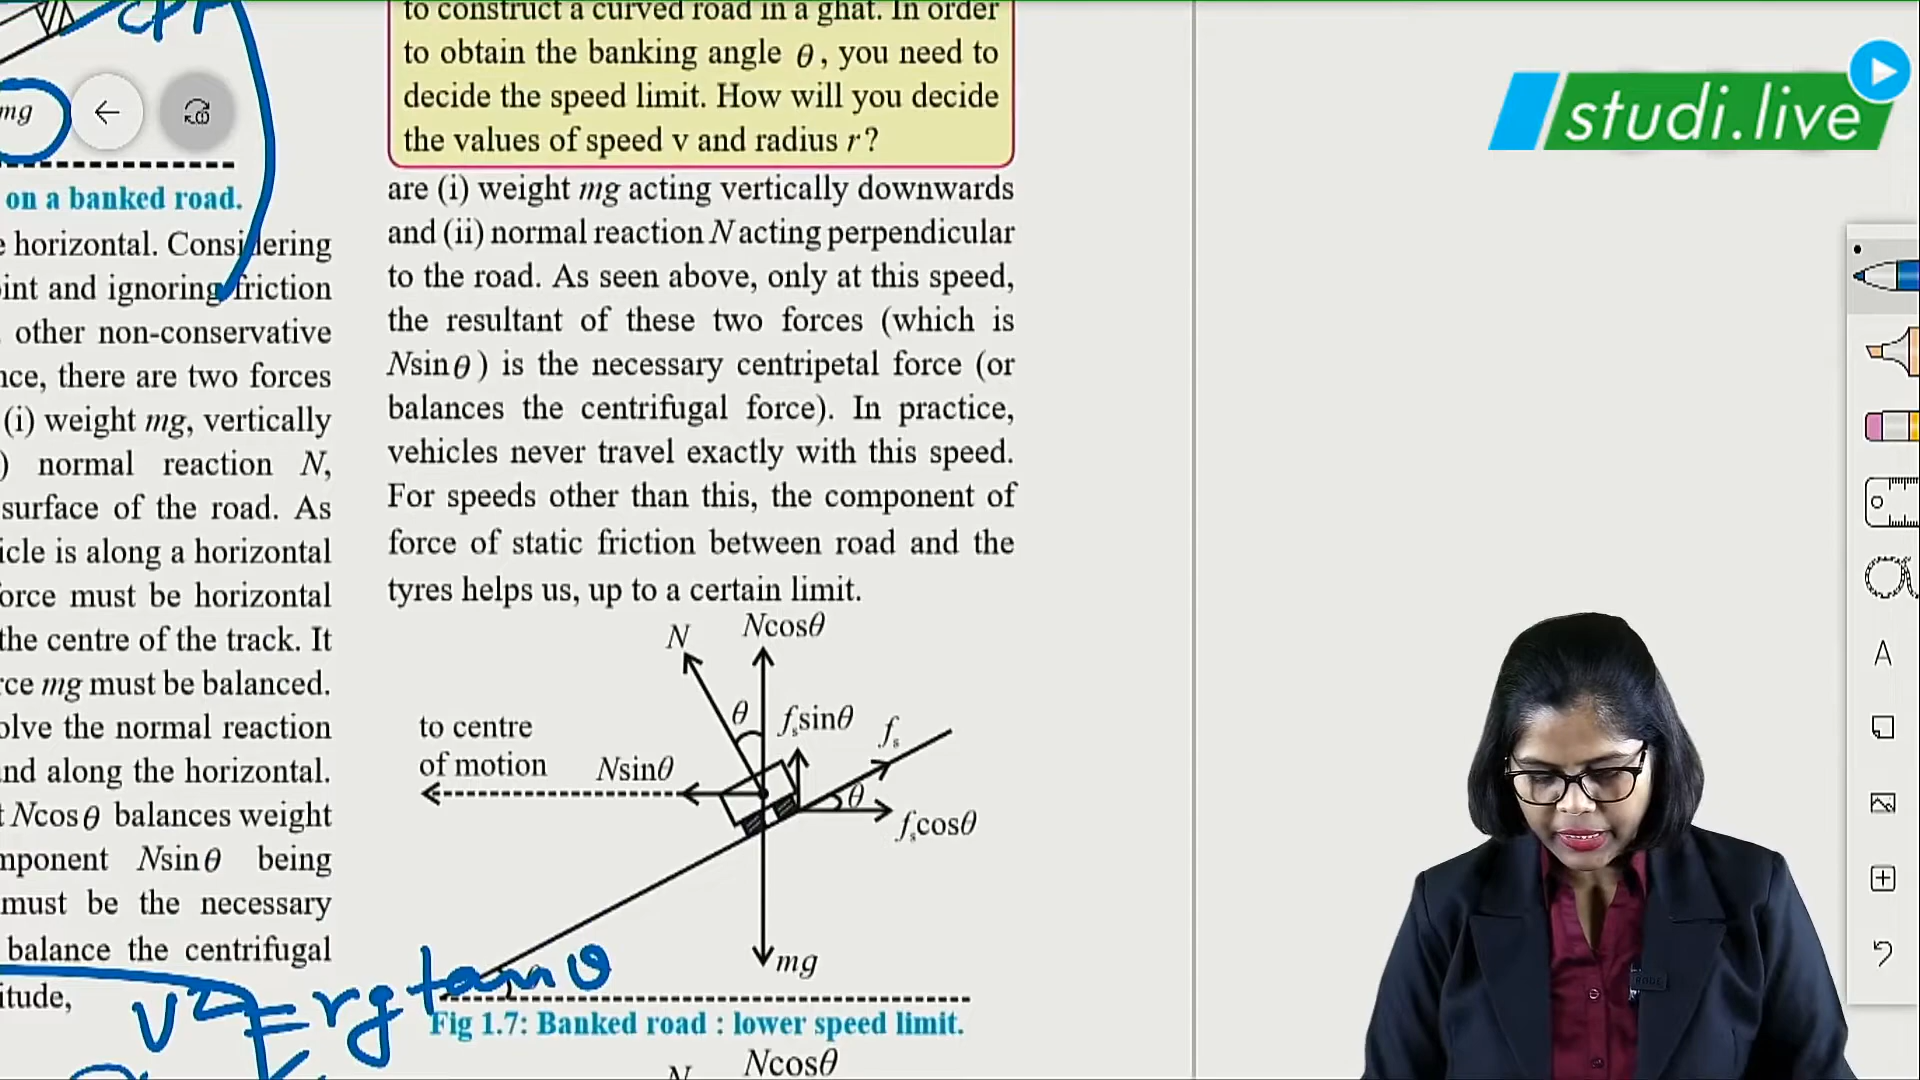 CPF
mg
on a banked road.
e horizontal. Considering
int and ignoring friction
other non-conservative
nce, there are two forces
(i) weight mg, vertically
) normal reaction N,
surface of the road. As
icle is along a horizontal
orce must be horizontal
the centre of the track. It
rce mg must be balanced.
olve the normal reaction
nd along the horizontal.
t Ncosθ balances weight
mponent Nsinθ being
must be the necessary
balance the centrifugal
itude,
V² = rg tan θ
to construct a curved road in a ghat. In order
to obtain the banking angle θ, you need to
decide the speed limit. How will you decide
the values of speed v and radius r?
are (i) weight mg acting vertically downwards
and (ii) normal reaction N acting perpendicular
to the road. As seen above, only at this speed,
the resultant of these two forces (which is
Nsinθ) is the necessary centripetal force (or
balances the centrifugal force). In practice,
vehicles never travel exactly with this speed.
For speeds other than this, the component of
force of static friction between road and the
tyres helps us, up to a certain limit.
N
Ncosθ
θ
fₛsinθ
fₛ
to centre
of motion
Nsinθ
θ
fₛcosθ
mg
Fig 1.7: Banked road : lower speed limit.
N
Ncosθ
studi.live
A